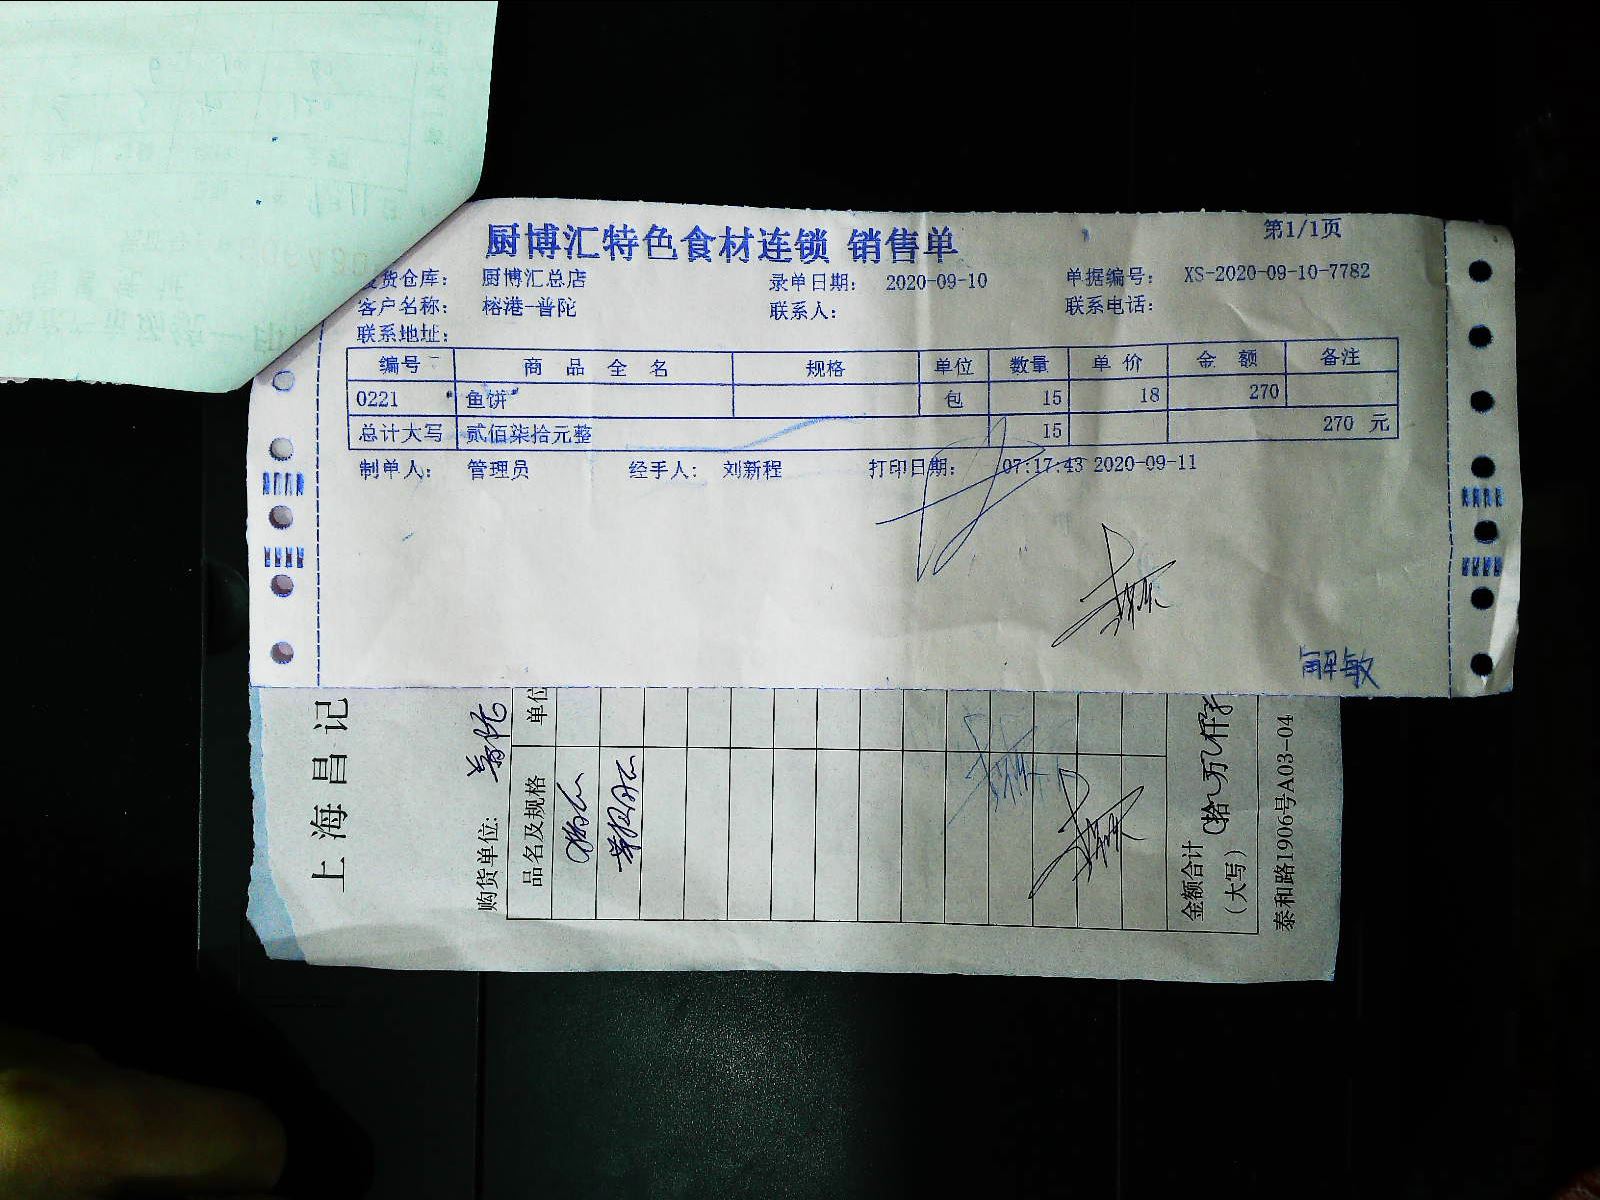 厨博汇特色食材连锁 销售单
第1/1页
货仓库： 厨博汇总店 录单日期： 2020-09-10 单据编号： XS-2020-09-10-7782
客户名称： 榕港-普陀 联系人： 联系电话：
联系地址：
编号 商品全名 规格 单位 数量 单价 金额 备注
0221 鱼饼 包 15 18 270
总计大写 贰佰柒拾元整 15 270 元
制单人： 管理员 经手人： 刘新程 打印日期： 07:17:43 2020-09-11
解敏
上海昌记
购货单位: 普陀
品名及规格 单位
金额合计
(大写) 拾 万 仟
泰和路1906号A03-04